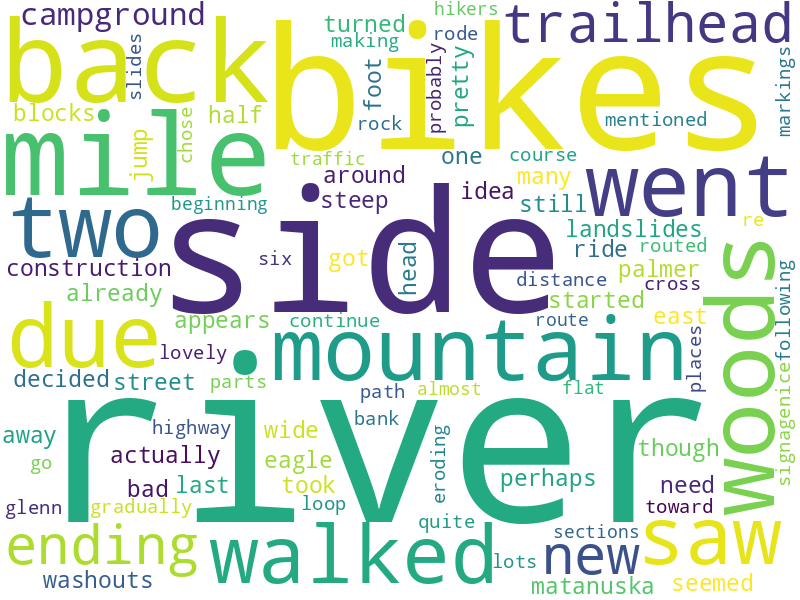 hikers
campground
turned
rode
trailhead
making
back
bikes
slides
foot
probably
pretty
markings
blocks
half
rock
mentioned
mile
jump
chose
traffic
one
course
around
idea
many
went
beginning
steep
still
two
side
landslides
re
construction
six
got
head
ride
routed
woods
already
distance
palmer
cross
following
appears
continue
started
due
lovely
mountain
route
east
places
decided
street
parts
path
almost
flat
nice
river
bank
away
highway
wide
eroding
though
signage
go
actually
eagle
perhaps
bad
last
took
need
glenn
gradually
loop
toward
ending
walked
quite
sections
saw
lots
new
washouts
matanuska
seemed